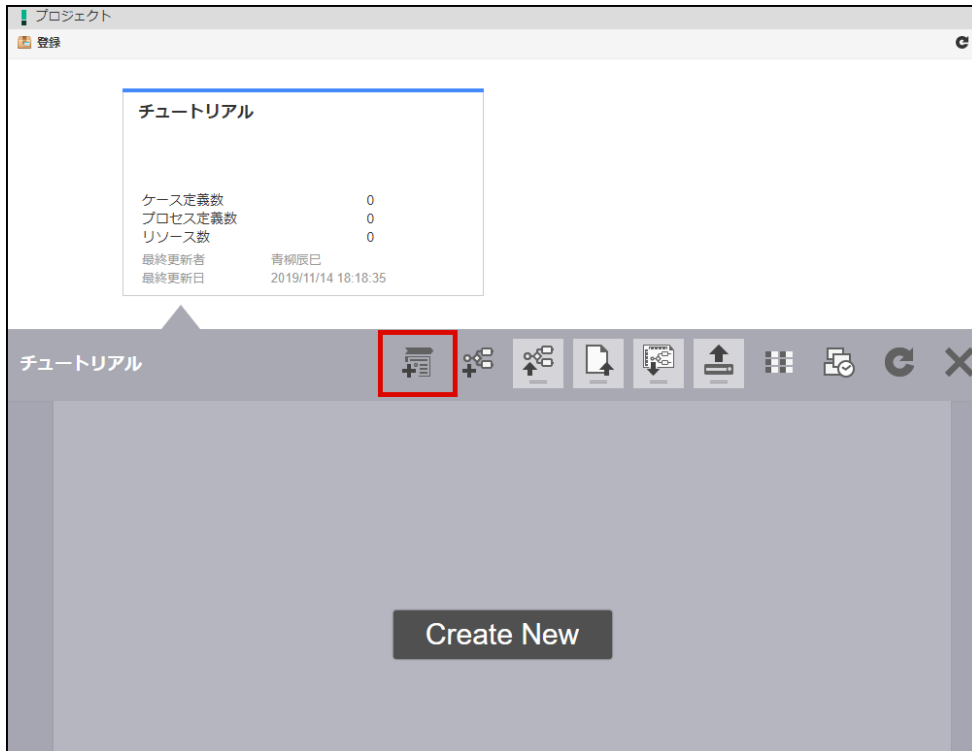 プロジェクト
登録
チュートリアル
ケース定義数 0
プロセス定義数 0
リソース数 0
最終更新者 青柳辰巳
最終更新日 2019/11/14 18:18:35
チュートリアル
Create New